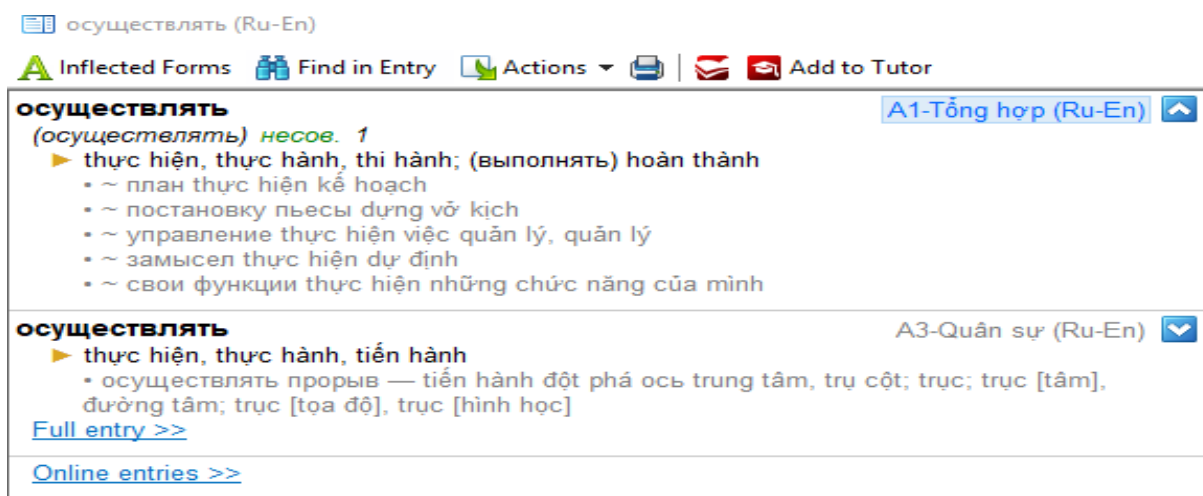 осуществлять (Ru-En)
Inflected Forms Find in Entry Actions Add to Tutor
осуществлять A1-Tổng hợp (Ru-En)
(осуществлять) несов. 1
► thực hiện, thực hành, thi hành; (выполнять) hoàn thành
• ~ план thực hiện kế hoạch
• ~ постановку пьесы dựng vở kịch
• ~ управление thực hiện việc quản lý, quản lý
• ~ замысел thực hiện dự định
• ~ свои функции thực hiện những chức năng của mình
осуществлять A3-Quân sự (Ru-En)
► thực hiện, thực hành, tiến hành
• осуществлять прорыв — tiến hành đột phá ось trung tâm, trụ cột; trục; trục [tâm],
đường tâm; trục [tọa độ], trục [hình học]
Full entry >>
Online entries >>